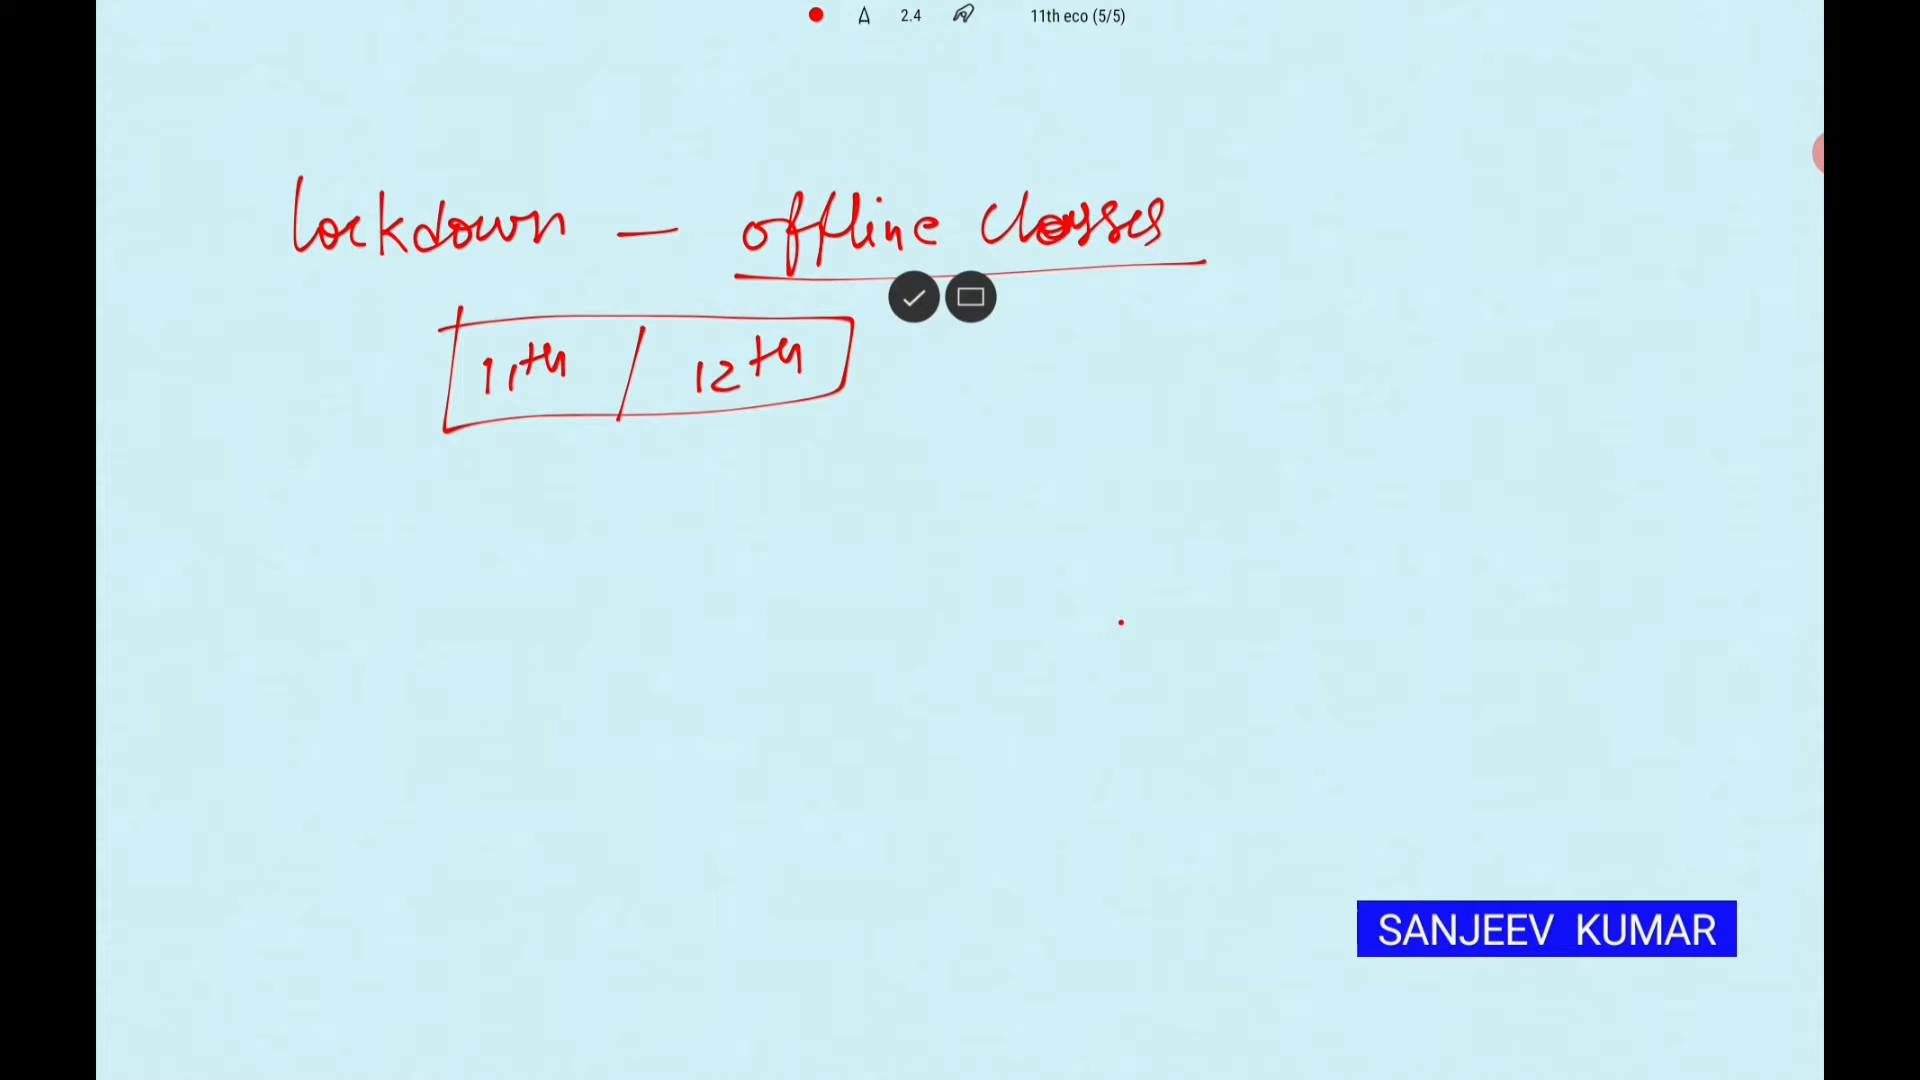 2.4 11th eco (5/5)
lockdown — offline classes
11th / 12th
SANJEEV KUMAR